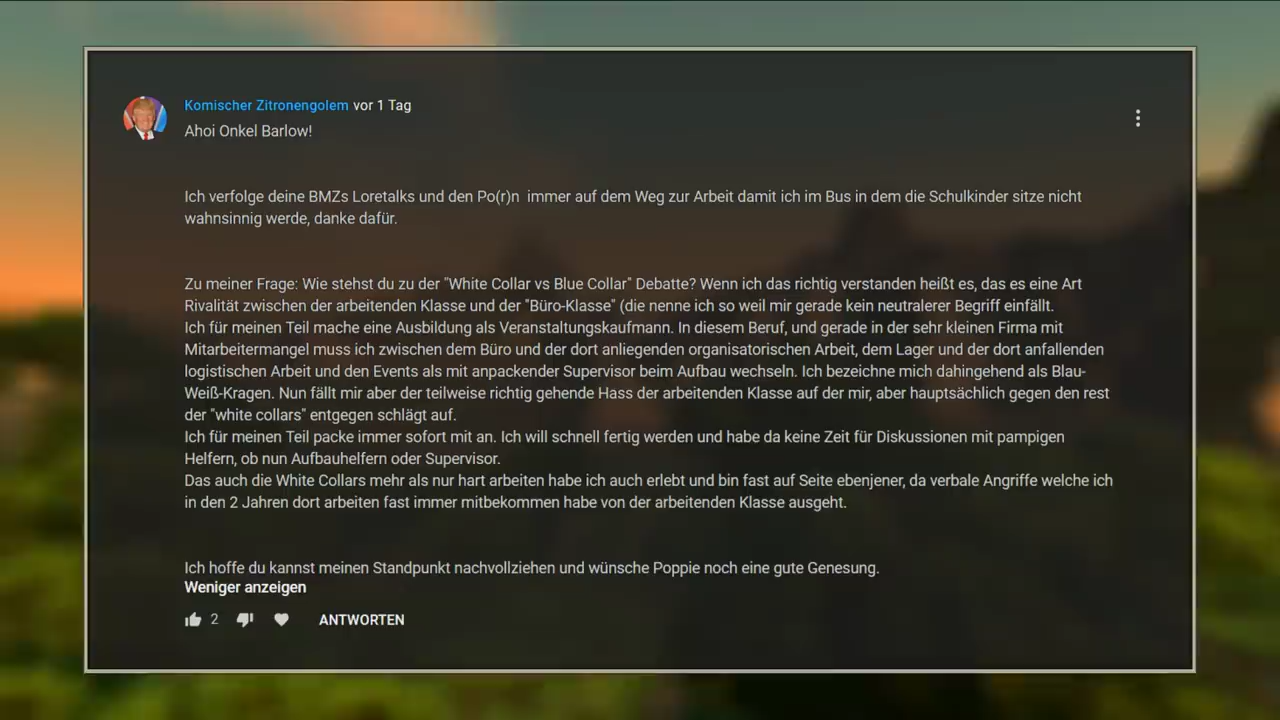 Komischer Zitronengolem vor 1 Tag
Ahoi Onkel Barlow!
Ich verfolge deine BMZs Loretalks und den Po(r)n immer auf dem Weg zur Arbeit damit ich im Bus in dem die Schulkinder sitze nicht
wahnsinnig werde, danke dafür.
Zu meiner Frage: Wie stehst du zu der "White Collar vs Blue Collar" Debatte? Wenn ich das richtig verstanden heißt es, das es eine Art
Rivalität zwischen der arbeitenden Klasse und der "Büro-Klasse" (die nenne ich so weil mir gerade kein neutralerer Begriff einfällt.
Ich für meinen Teil mache eine Ausbildung als Veranstaltungskaufmann. In diesem Beruf, und gerade in der sehr kleinen Firma mit
Mitarbeitermangel muss ich zwischen dem Büro und der dort anliegenden organisatorischen Arbeit, dem Lager und der dort anfallenden
logistischen Arbeit und den Events als mit anpackender Supervisor beim Aufbau wechseln. Ich bezeichne mich dahingehend als Blau-
Weiß-Kragen. Nun fällt mir aber der teilweise richtig gehende Hass der arbeitenden Klasse auf der mir, aber hauptsächlich gegen den rest
der "white collars" entgegen schlägt auf.
Ich für meinen Teil packe immer sofort mit an. Ich will schnell fertig werden und habe da keine Zeit für Diskussionen mit pampigen
Helfern, ob nun Aufbauhelfern oder Supervisor.
Das auch die White Collars mehr als nur hart arbeiten habe ich auch erlebt und bin fast auf Seite ebenjener, da verbale Angriffe welche ich
in den 2 Jahren dort arbeiten fast immer mitbekommen habe von der arbeitenden Klasse ausgeht.
Ich hoffe du kannst meinen Standpunkt nachvollziehen und wünsche Poppie noch eine gute Genesung.
Weniger anzeigen
2 ANTWORTEN